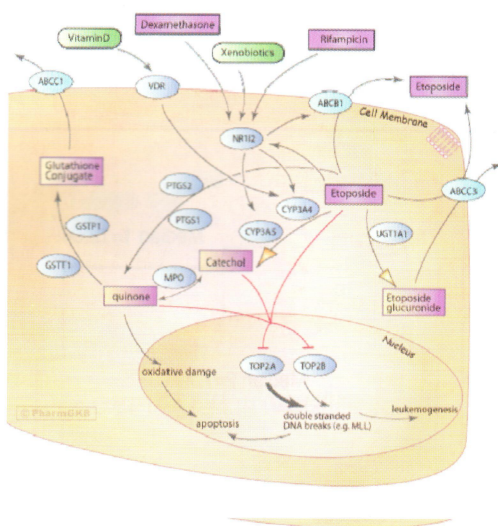 Dexamethasone
VitaminD
Xenobiotics
Rifampicin
ABCC1
VDR
ABCB1
Etoposide
Cell Membrane
NR1I2
Glutathione
Conjugate
PTGS2
PTGS1
CYP3A4
CYP3A5
Etoposide
ABCC3
GSTP1
UGT1A1
GSTT1
MPO
Catechol
quinone
Etoposide
glucuronide
Nucleus
TOP2A
TOP2B
oxidative damge
apoptosis
double stranded
DNA breaks (e.g. MLL)
leukemogenesis
© PharmGKB